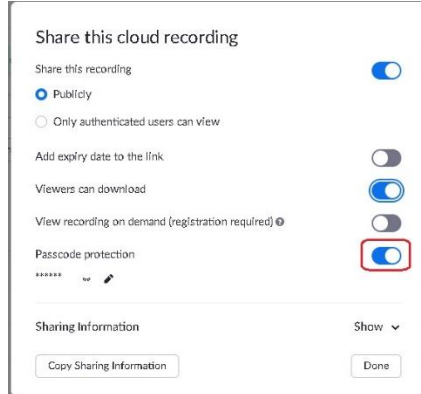 Share this cloud recording
Share this recording
Publicly
Only authenticated users can view
Add expiry date to the link
Viewers can download
View recording on demand (registration required)
Passcode protection
******
Sharing Information Show
Copy Sharing Information Done